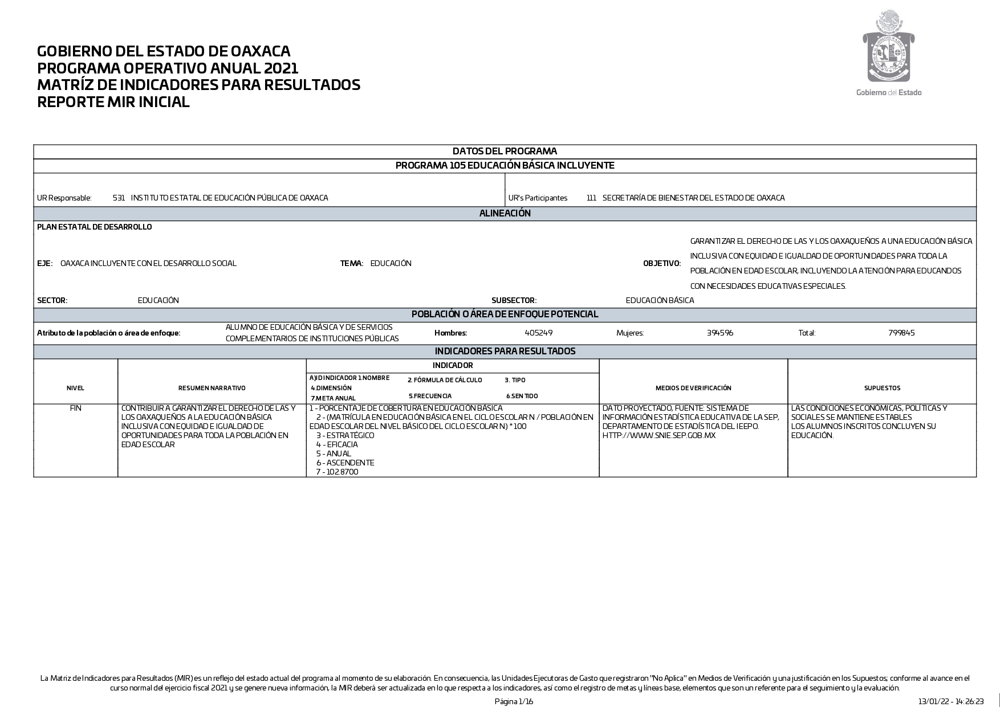 Gobierno del Estado
GOBIERNO DEL ESTADO DE OAXACA
PROGRAMA OPERATIVO ANUAL 2021
MATRÍZ DE INDICADORES PARA RESULTADOS
REPORTE MIR INICIAL
DATOS DEL PROGRAMA
PROGRAMA 105 EDUCACIÓN BÁSICA INCLUYENTE
UR Responsable: 531 INSTITUTO ESTATAL DE EDUCACIÓN PÚBLICA DE OAXACA
UR's Participantes 111 SECRETARÍA DE BIENESTAR DEL ESTADO DE OAXACA
ALINEACIÓN
PLAN ESTATAL DE DESARROLLO
EJE: OAXACA INCLUYENTE CON EL DESARROLLO SOCIAL
TEMA: EDUCACIÓN
OBJETIVO:
GARANTIZAR EL DERECHO DE LAS Y LOS OAXAQUEÑOS A UNA EDUCACIÓN BÁSICA
INCLUSIVA CON EQUIDAD E IGUALDAD DE OPORTUNIDADES PARA TODA LA
POBLACIÓN EN EDAD ESCOLAR, INCLUYENDO LA ATENCIÓN PARA EDUCANDOS
CON NECESIDADES EDUCATIVAS ESPECIALES.
SECTOR: EDUCACIÓN
SUBSECTOR: EDUCACIÓN BÁSICA
POBLACIÓN O ÁREA DE ENFOQUE POTENCIAL
Atributo de la población o área de enfoque:
ALUMNO DE EDUCACIÓN BÁSICA Y DE SERVICIOS
COMPLEMENTARIOS DE INSTITUCIONES PÚBLICAS
Hombres: 405249 Mujeres: 394596 Total: 799845
INDICADORES PARA RESULTADOS
NIVEL
RESUMEN NARRATIVO
INDICADOR
A)ID INDICADOR 1.NOMBRE 2. FÓRMULA DE CÁLCULO 3. TIPO
4.DIMENSIÓN
5.FRECUENCIA 6.SENTIDO
7.META ANUAL
MEDIOS DE VERIFICACIÓN
SUPUESTOS
FIN
CONTRIBUIR A GARANTIZAR EL DERECHO DE LAS Y
LOS OAXAQUEÑOS A LA EDUCACIÓN BÁSICA
INCLUSIVA CON EQUIDAD E IGUALDAD DE
OPORTUNIDADES PARA TODA LA POBLACIÓN EN
EDAD ESCOLAR
1 - PORCENTAJE DE COBERTURA EN EDUCACIÓN BÁSICA
2 - (MATRÍCULA EN EDUCACIÓN BÁSICA EN EL CICLO ESCOLAR N / POBLACIÓN EN
EDAD ESCOLAR DEL NIVEL BÁSICO DEL CICLO ESCOLAR N) * 100
3 - ESTRATÉGICO
4 - EFICACIA
5 - ANUAL
6 - ASCENDENTE
7 - 102.8700
DATO PROYECTADO, FUENTE: SISTEMA DE
INFORMACIÓN ESTADÍSTICA EDUCATIVA DE LA SEP,
DEPARTAMENTO DE ESTADÍSTICA DEL IEEPO.
HTTP://WWW.SNIE.SEP.GOB.MX
LAS CONDICIONES ECONÓMICAS, POLÍTICAS Y
SOCIALES SE MANTIENE ESTABLES
LOS ALUMNOS INSCRITOS CONCLUYEN SU
EDUCACIÓN.
La Matriz de Indicadores para Resultados (MIR) es un reflejo del estado actual del programa al momento de su elaboración. En consecuencia, las Unidades Ejecutoras de Gasto que registraron "No Aplica" en Medios de Verificación y una justificación en los Supuestos; conforme al avance en el
curso normal del ejercicio fiscal 2021 y se genere nueva información, la MIR deberá ser actualizada en lo que respecta a los indicadores, así como el registro de metas y líneas base, elementos que son un referente para el seguimiento y la evaluación.
Página 1/16
13/01/22 - 14:26:23